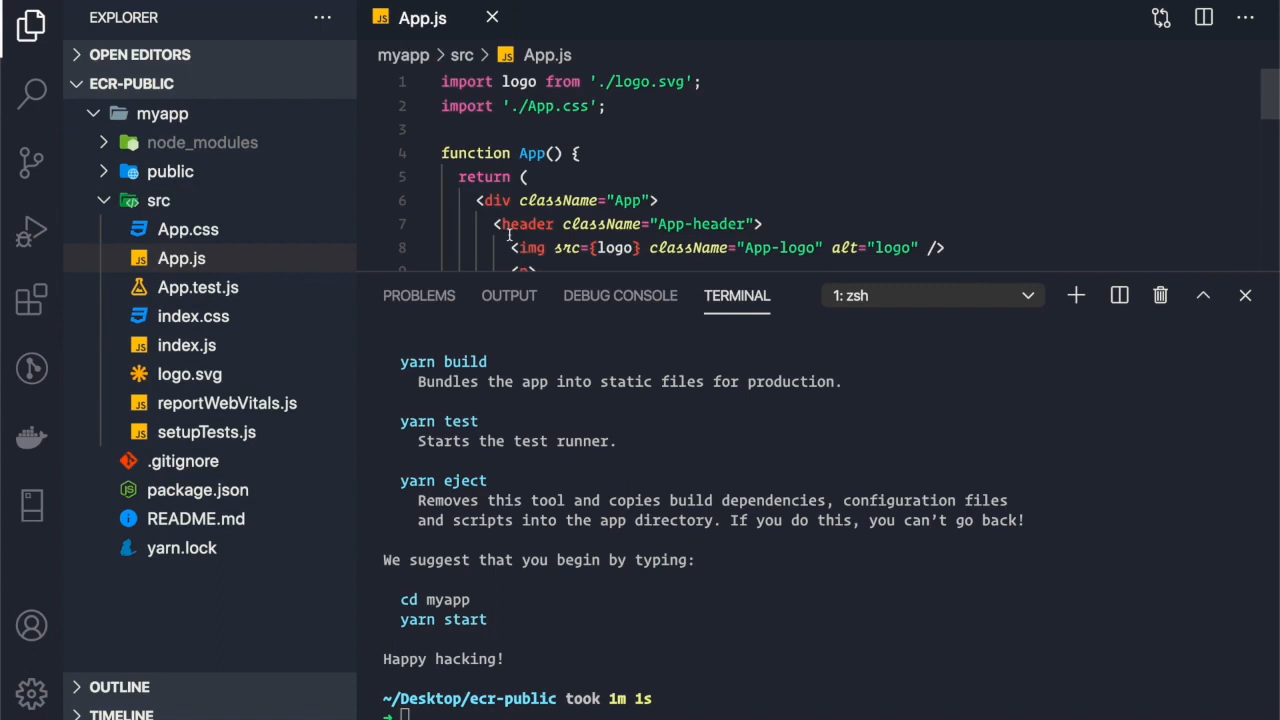 EXPLORER
OPEN EDITORS
ECR-PUBLIC
myapp
node_modules
public
src
App.css
App.js
App.test.js
index.css
index.js
logo.svg
reportWebVitals.js
setupTests.js
.gitignore
package.json
README.md
yarn.lock
OUTLINE
TIMELINE
JS App.js
myapp > src > JS App.js
1 import logo from './logo.svg';
2 import './App.css';
3
4 function App() {
5 return (
6 <div className="App">
7 <header className="App-header">
8 <img src={logo} className="App-logo" alt="logo" />
9 <p>
PROBLEMS OUTPUT DEBUG CONSOLE TERMINAL 1: zsh
yarn build
Bundles the app into static files for production.
yarn test
Starts the test runner.
yarn eject
Removes this tool and copies build dependencies, configuration files
and scripts into the app directory. If you do this, you can’t go back!
We suggest that you begin by typing:
cd myapp
yarn start
Happy hacking!
~/Desktop/ecr-public took 1m 1s
➜